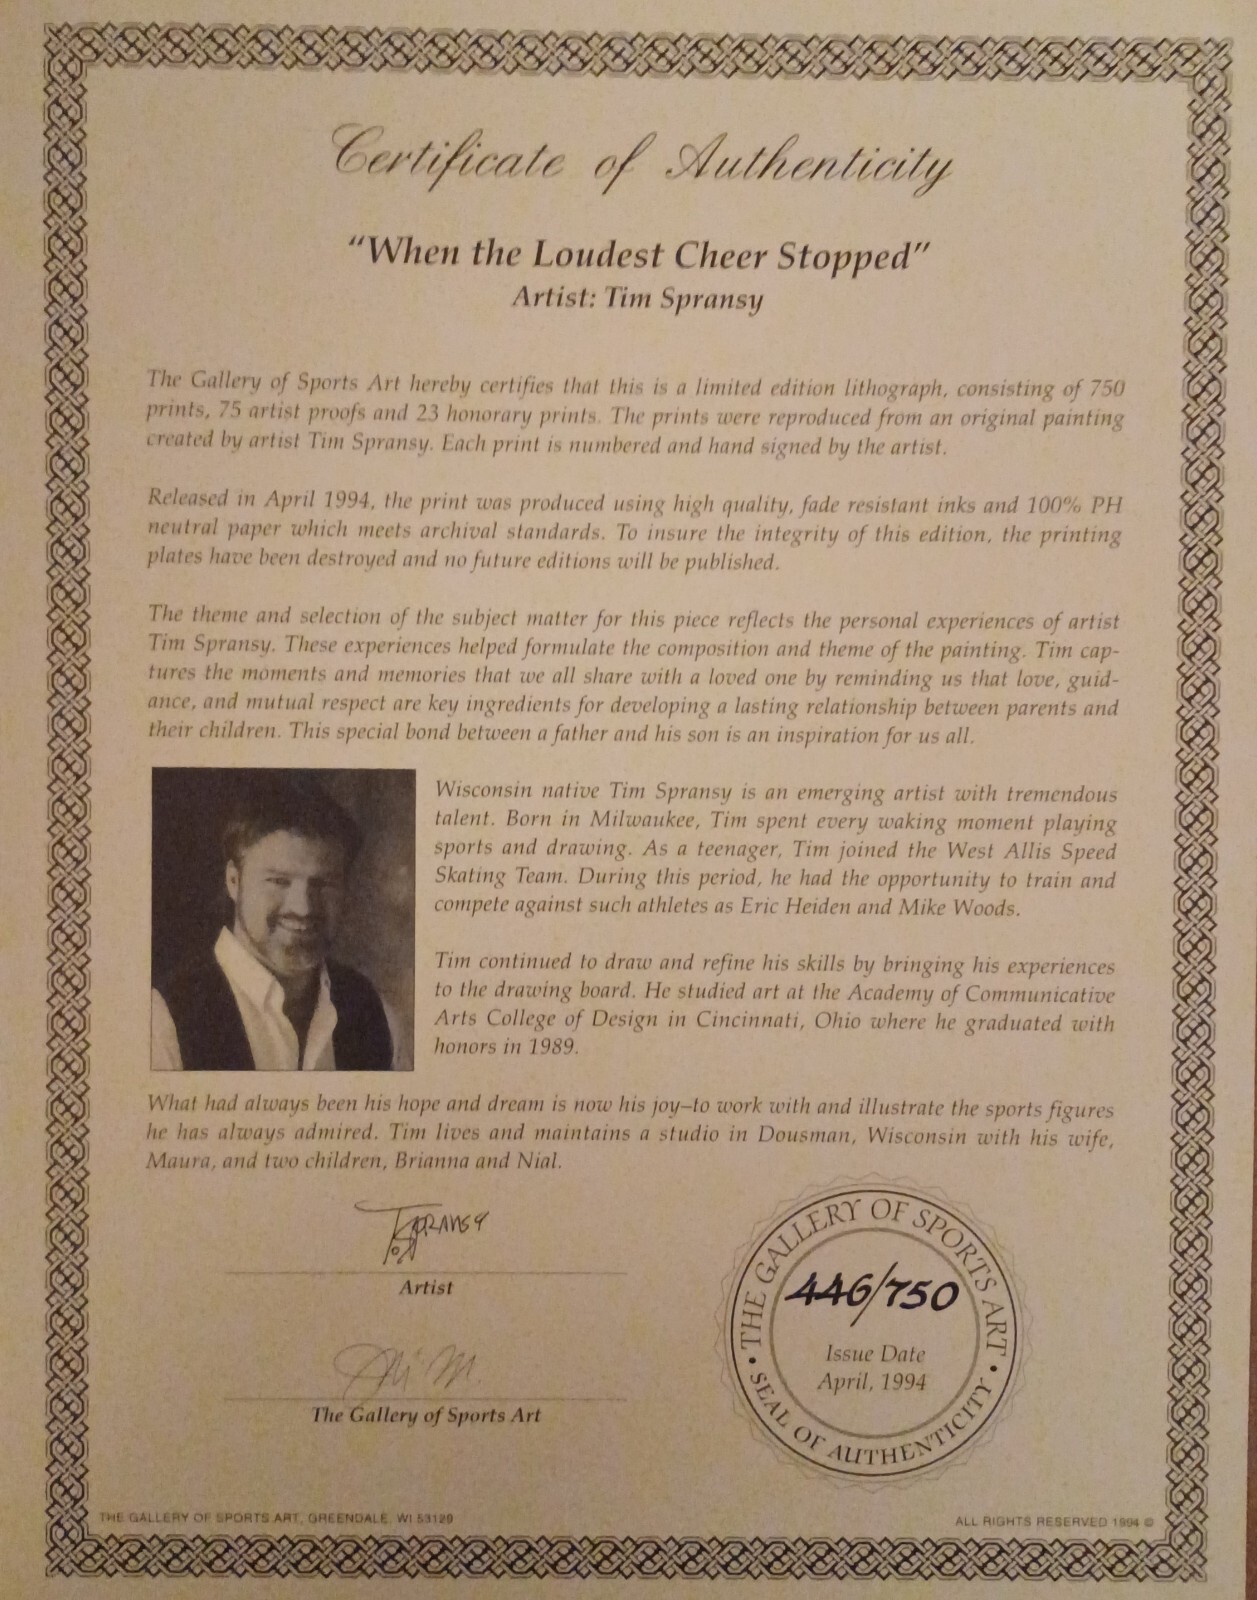 Certificate of Authenticity
"When the Loudest Cheer Stopped"
Artist: Tim Spransy
The Gallery of Sports Art hereby certifies that this is a limited edition lithograph, consisting of 750
prints, 75 artist proofs and 23 honorary prints. The prints were reproduced from an original painting
created by artist Tim Spransy. Each print is numbered and hand signed by the artist.
Released in April 1994, the print was produced using high quality, fade resistant inks and 100% PH
neutral paper which meets archival standards. To insure the integrity of this edition, the printing
plates have been destroyed and no future editions will be published.
The theme and selection of the subject matter for this piece reflects the personal experiences of artist
Tim Spransy. These experiences helped formulate the composition and theme of the painting. Tim cap-
tures the moments and memories that we all share with a loved one by reminding us that love, guid-
ance, and mutual respect are key ingredients for developing a lasting relationship between parents and
their children. This special bond between a father and his son is an inspiration for us all.
Wisconsin native Tim Spransy is an emerging artist with tremendous
talent. Born in Milwaukee, Tim spent every waking moment playing
sports and drawing. As a teenager, Tim joined the West Allis Speed
Skating Team. During this period, he had the opportunity to train and
compete against such athletes as Eric Heiden and Mike Woods.
Tim continued to draw and refine his skills by bringing his experiences
to the drawing board. He studied art at the Academy of Communicative
Arts College of Design in Cincinnati, Ohio where he graduated with
honors in 1989.
What had always been his hope and dream is now his joy–to work with and illustrate the sports figures
he has always admired. Tim lives and maintains a studio in Dousman, Wisconsin with his wife,
Maura, and two children, Brianna and Nial.
T. SPRANSY
Artist
The Gallery of Sports Art
THE GALLERY OF SPORTS ART
446/750
Issue Date
April, 1994
• SEAL OF AUTHENTICITY •
THE GALLERY OF SPORTS ART, GREENDALE, WI 53129
ALL RIGHTS RESERVED 1994 ©